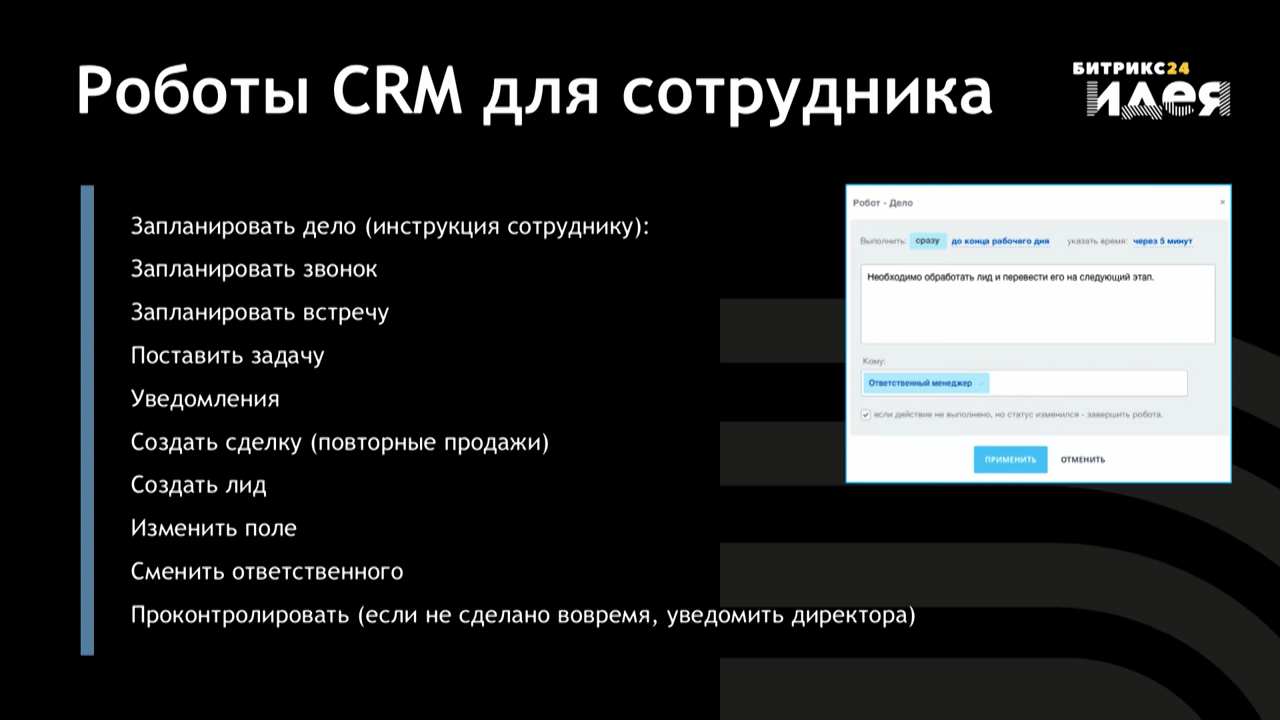 Роботы CRM для сотрудника
БИТРИКС24
идея
Запланировать дело (инструкция сотруднику):
Запланировать звонок
Запланировать встречу
Поставить задачу
Уведомления
Создать сделку (повторные продажи)
Создать лид
Изменить поле
Сменить ответственного
Проконтролировать (если не сделано вовремя, уведомить директора)
Робот - Дело ×
Выполнить: сразу до конца рабочего дня указать время: через 5 минут
Необходимо обработать лид и перевести его на следующий этап.
Кому:
Ответственный менеджер
если действие не выполнено, но статус изменился - завершить робота.
ПРИМЕНИТЬ ОТМЕНИТЬ